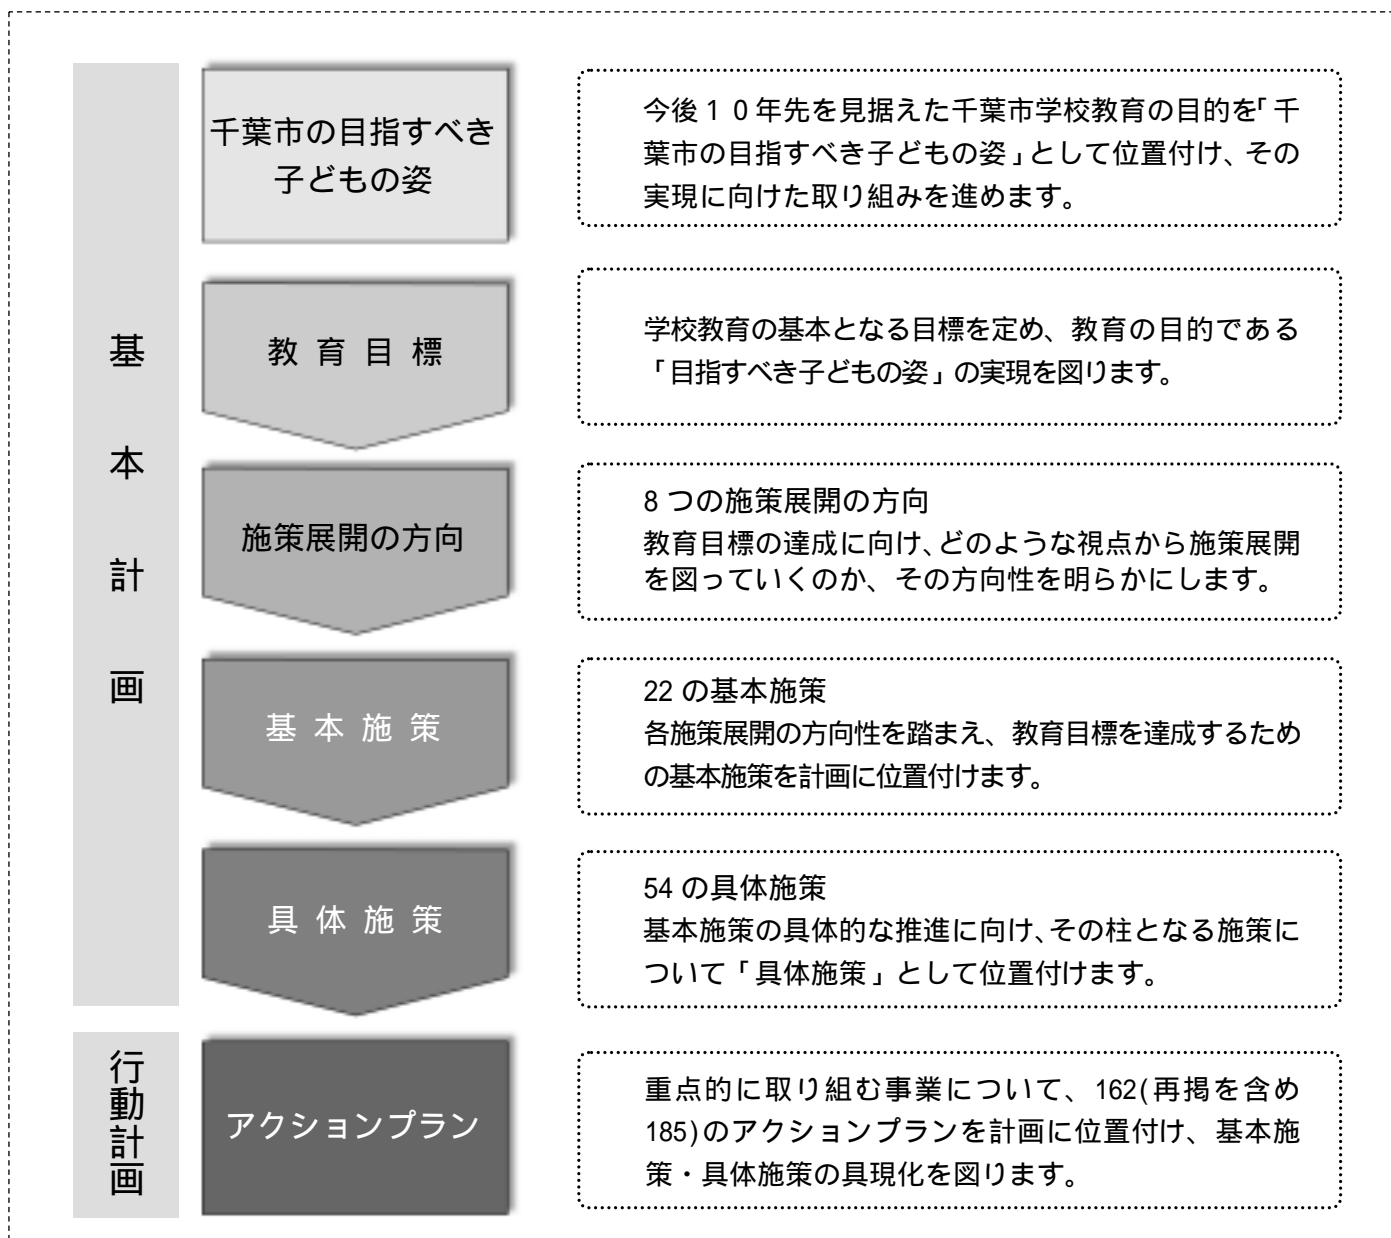 基本計画
千葉市の目指すべき
子どもの姿
今後１０年先を見据えた千葉市学校教育の目的を「千
葉市の目指すべき子どもの姿」として位置付け、その
実現に向けた取り組みを進めます。
教育目標
学校教育の基本となる目標を定め、教育の目的である
「目指すべき子どもの姿」の実現を図ります。
施策展開の方向
8つの施策展開の方向
教育目標の達成に向け、どのような視点から施策展開
を図っていくのか、その方向性を明らかにします。
基本施策
22の基本施策
各施策展開の方向性を踏まえ、教育目標を達成するため
の基本施策を計画に位置付けます。
具体施策
54の具体施策
基本施策の具体的な推進に向け、その柱となる施策に
ついて「具体施策」として位置付けます。
行動計画
アクションプラン
重点的に取り組む事業について、162(再掲を含め
185)のアクションプランを計画に位置付け、基本施
策・具体施策の具現化を図ります。